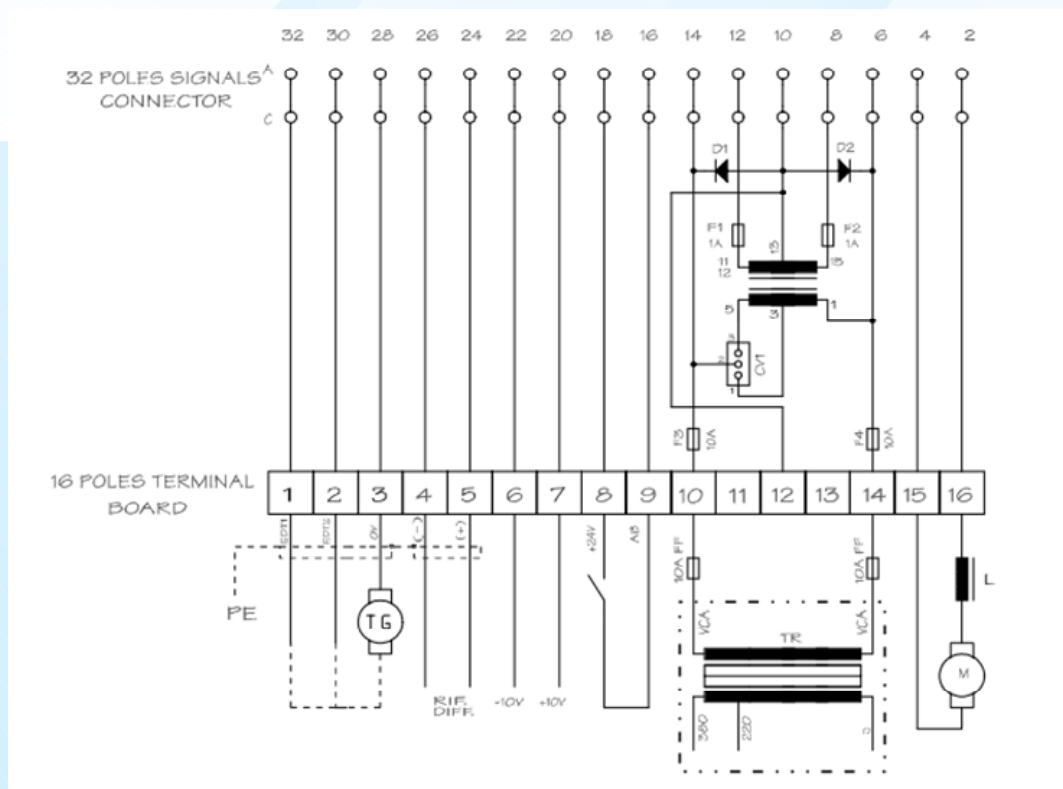 32 30 28 26 24 22 20 18 16 14 12 10 8 6 4 2
32 POLES SIGNALS A
CONNECTOR
C
D1 D2
F1 F2
1A 1A
13
11 15
12
5 3 1
3
2 CV1
1
F3 10A F4 10A
16 POLES TERMINAL
BOARD
1 2 3 4 5 6 7 8 9 10 11 12 13 14 15 16
0V (-) (+) +24V AB
10A FF 10A FF
PE
TG
VCA TR VCA
L
M
RIF. -10V +10V
DIFF.
380 220 0